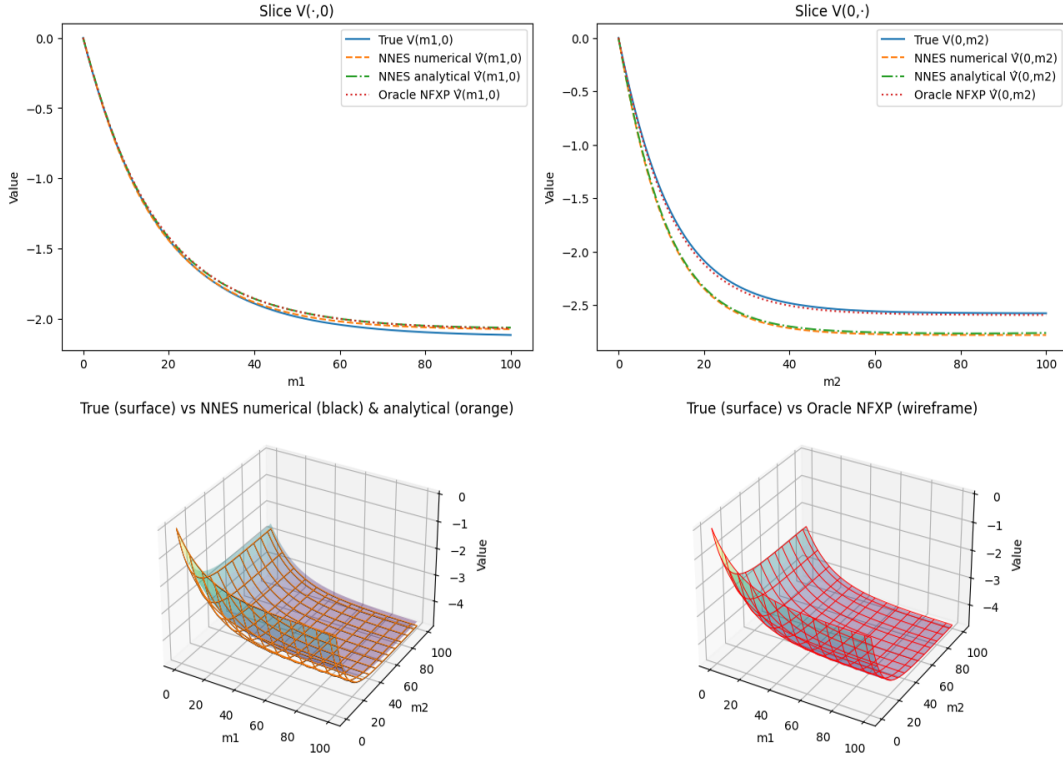 Slice V(·,0)
0.0
−0.5
−1.0
−1.5
−2.0
Value
0
20
40
60
80
100
m1
True V(m1,0)
NNES numerical V̂(m1,0)
NNES analytical V̂(m1,0)
Oracle NFXP V̂(m1,0)
Slice V(0,·)
0.0
−0.5
−1.0
−1.5
−2.0
−2.5
Value
0
20
40
60
80
100
m2
True V(0,m2)
NNES numerical V̂(0,m2)
NNES analytical V̂(0,m2)
Oracle NFXP V̂(0,m2)
True (surface) vs NNES numerical (black) & analytical (orange)
0
−1
−2
−3
−4
Value
0
20
40
60
80
100
m1
0
20
40
60
80
100
m2
True (surface) vs Oracle NFXP (wireframe)
0
−1
−2
−3
−4
Value
0
20
40
60
80
100
m1
0
20
40
60
80
100
m2